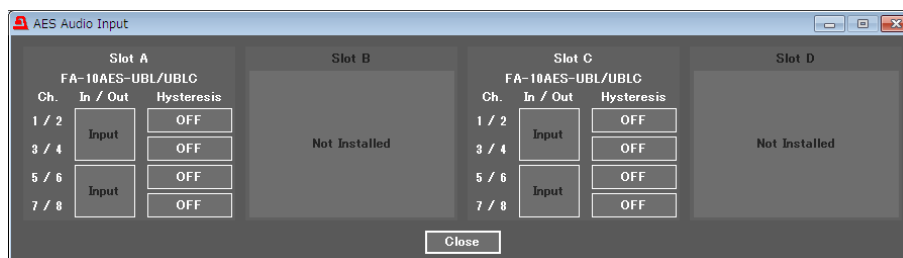 AES Audio Input
Slot A Slot B Slot C Slot D
FA-10AES-UBL/UBLC FA-10AES-UBL/UBLC
Ch. In / Out Hysteresis Ch. In / Out Hysteresis
1 / 2 OFF 1 / 2 OFF
Input Not Installed Input Not Installed
3 / 4 OFF 3 / 4 OFF
5 / 6 OFF 5 / 6 OFF
Input Input
7 / 8 OFF 7 / 8 OFF
Close